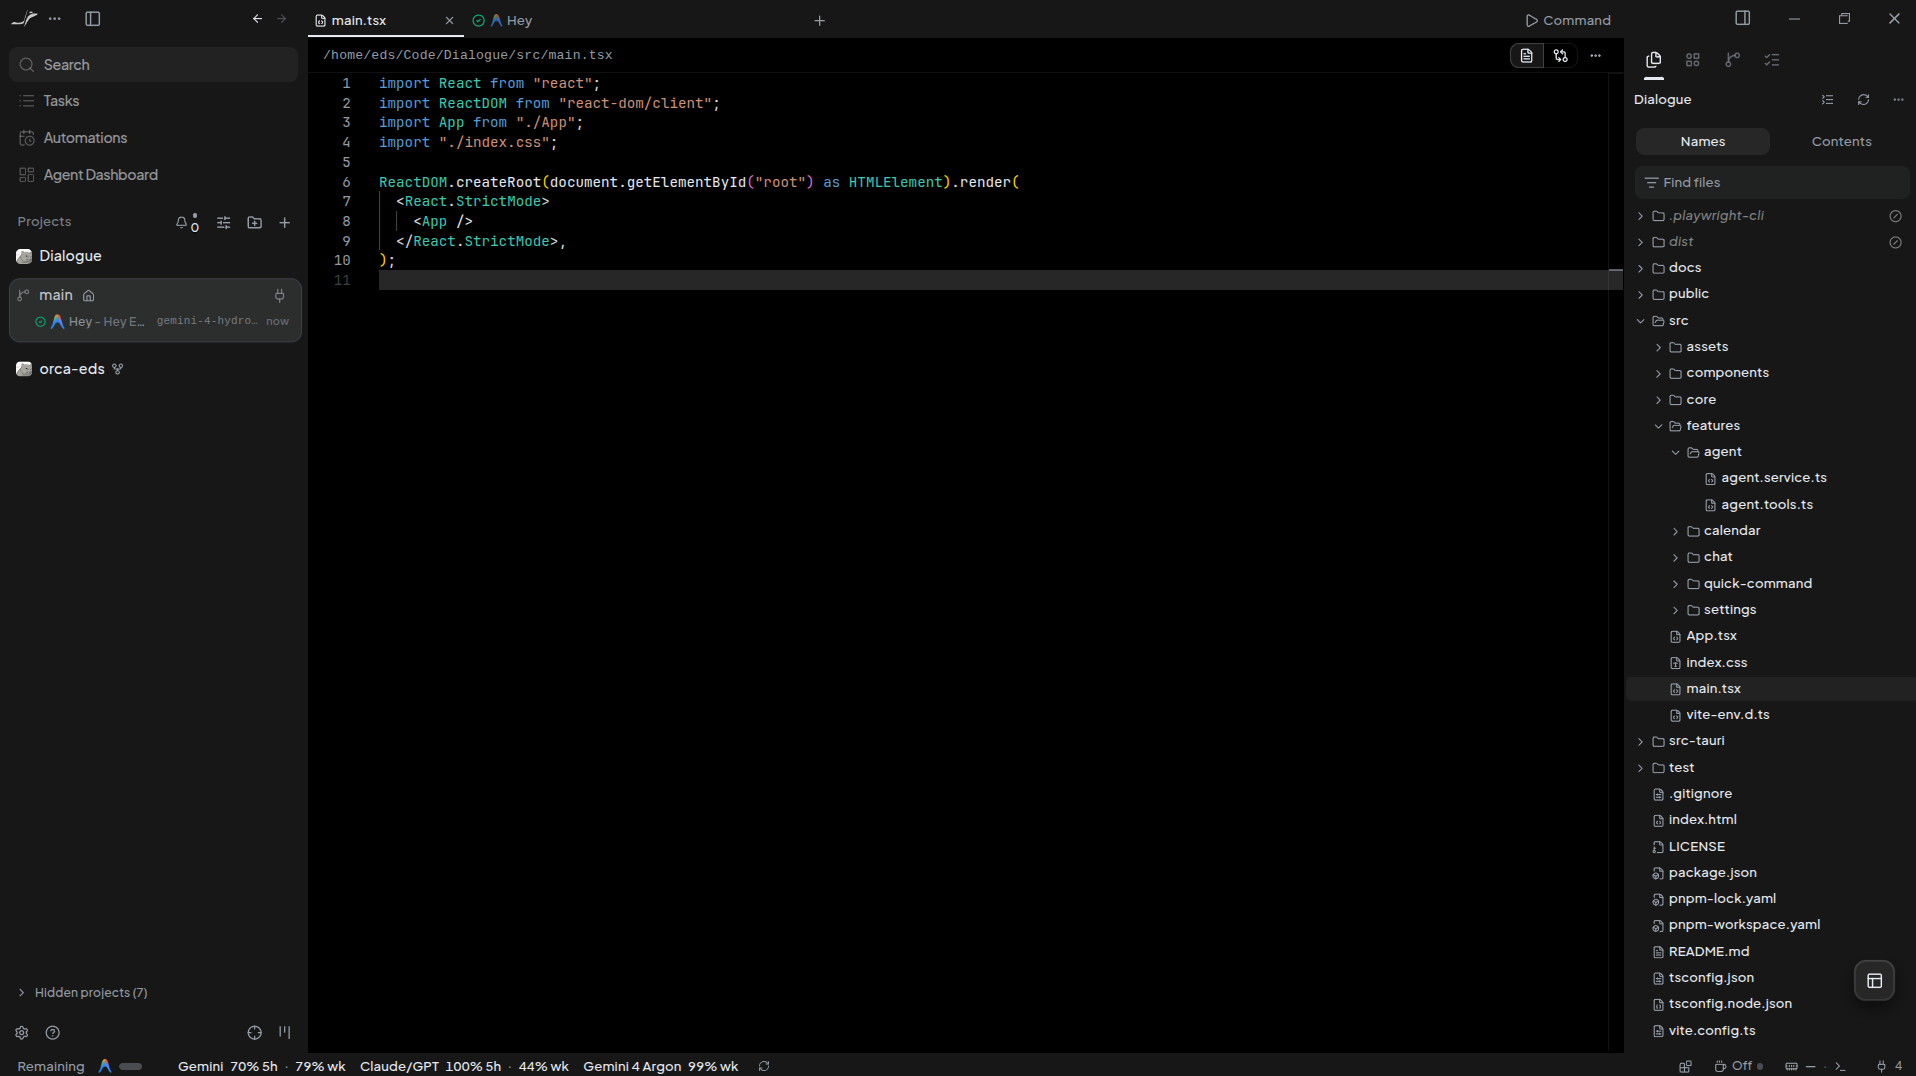 main.tsx
Hey
Command
Search
Tasks
Automations
Agent Dashboard
Projects
0
Dialogue
main
Hey - Hey E… gemini-4-hydro… now
orca-eds
Hidden projects (7)
/home/eds/Code/Dialogue/src/main.tsx
1 import React from "react";
2 import ReactDOM from "react-dom/client";
3 import App from "./App";
4 import "./index.css";
5
6 ReactDOM.createRoot(document.getElementById("root") as HTMLElement).render(
7 <React.StrictMode>
8 <App />
9 </React.StrictMode>,
10 );
11
Dialogue
Names Contents
Find files
.playwright-cli
dist
docs
public
src
assets
components
core
features
agent
agent.service.ts
agent.tools.ts
calendar
chat
quick-command
settings
App.tsx
index.css
main.tsx
vite-env.d.ts
src-tauri
test
.gitignore
index.html
LICENSE
package.json
pnpm-lock.yaml
pnpm-workspace.yaml
README.md
tsconfig.json
tsconfig.node.json
vite.config.ts
Remaining Gemini 70% 5h · 79% wk Claude/GPT 100% 5h · 44% wk Gemini 4 Argon 99% wk Off — · 4